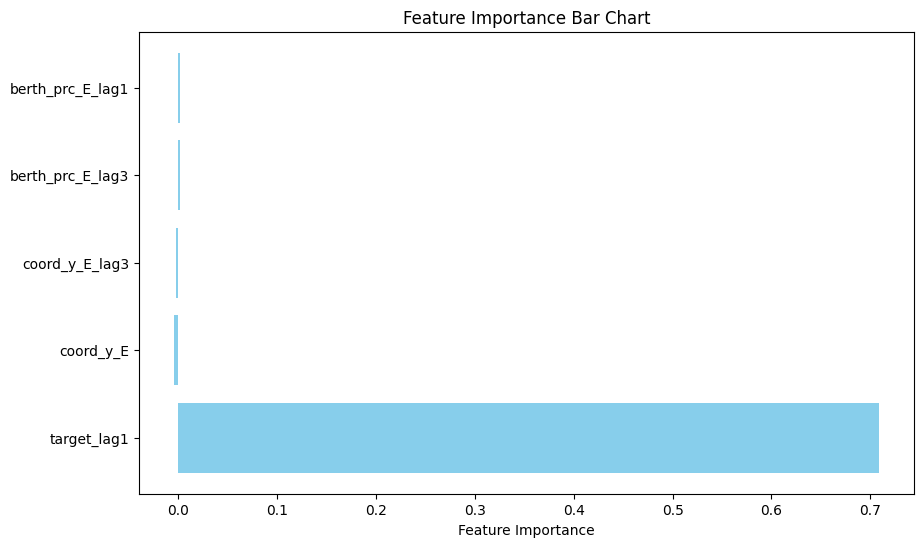 Feature Importance Bar Chart
berth_prc_E_lag1
berth_prc_E_lag3
coord_y_E_lag3
coord_y_E
target_lag1
0.0 0.1 0.2 0.3 0.4 0.5 0.6 0.7
Feature Importance